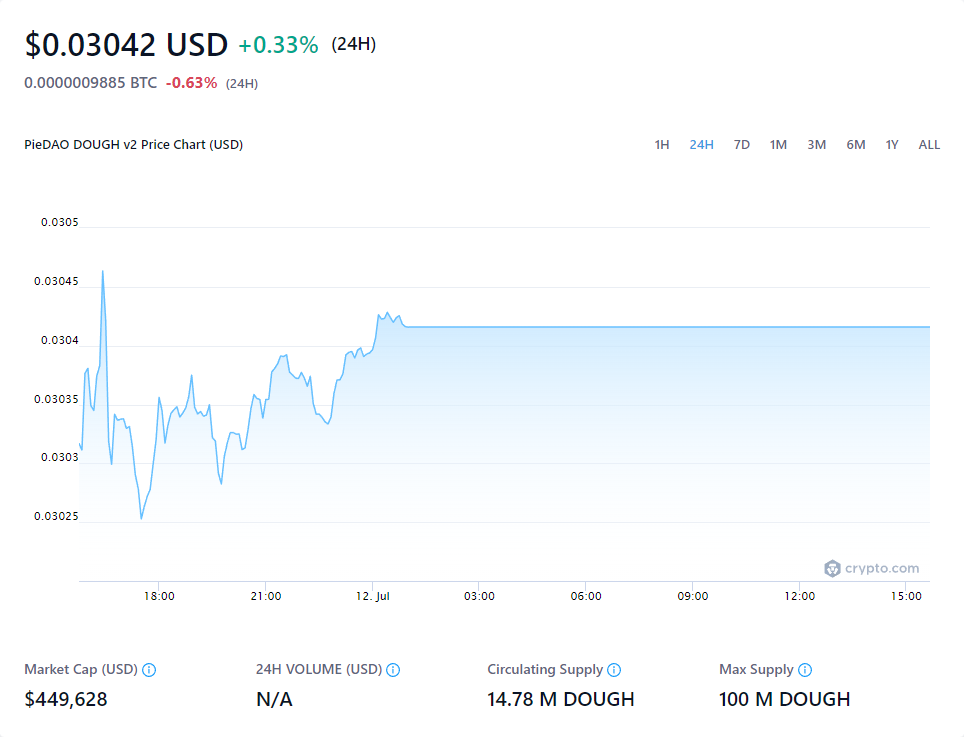 $0.03042 USD +0.33% (24H)
0.0000009885 BTC -0.63% (24H)
PieDAO DOUGH v2 Price Chart (USD) 1H 24H 7D 1M 3M 6M 1Y ALL
0.0305
0.03045
0.0304
0.03035
0.0303
0.03025
crypto.com
18:00 21:00 12. Jul 03:00 06:00 09:00 12:00 15:00
Market Cap (USD) 24H VOLUME (USD) Circulating Supply Max Supply
$449,628 N/A 14.78 M DOUGH 100 M DOUGH